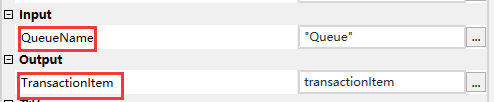 Input
QueueName "Queue" ...
Output
TransactionItem transactionItem ...